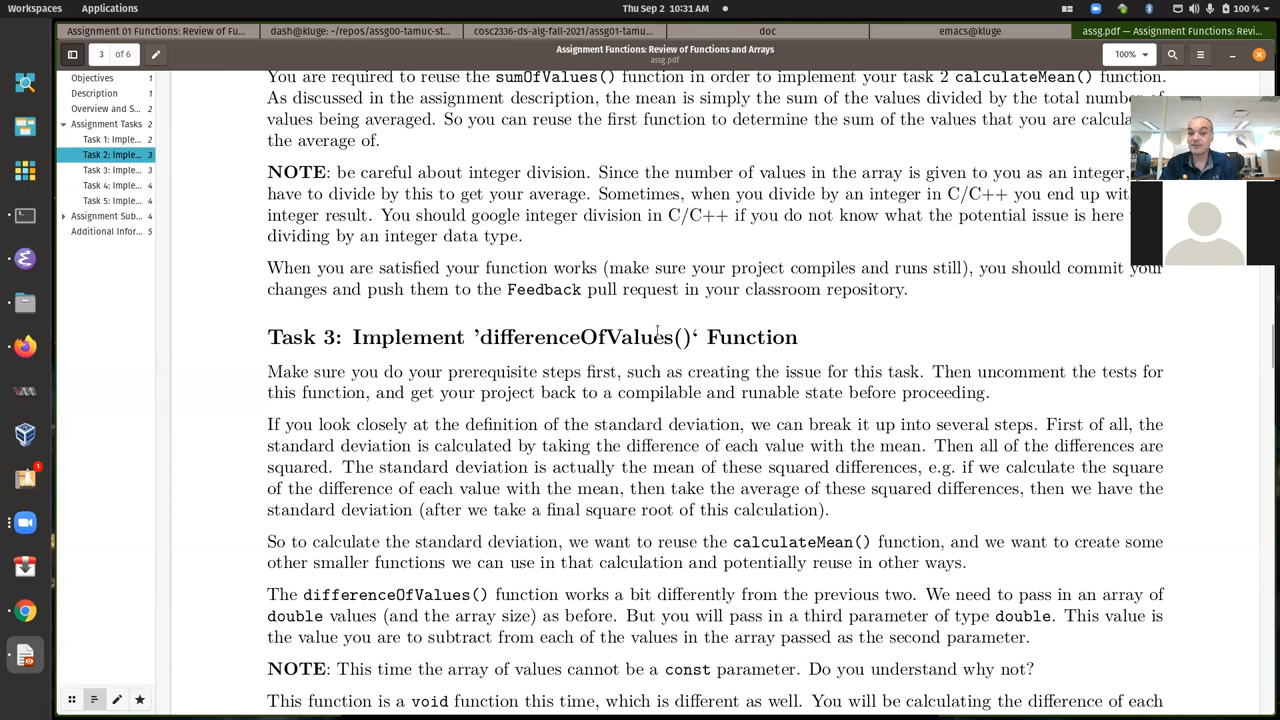 Workspaces Applications Thu Sep 2 10:31 AM 100 %
Assignment 01 Functions: Review of Fu... dash@kluge: ~/repos/assg00-tamuc-st... cosc2336-ds-alg-fall-2021/assg01-tamu... doc emacs@kluge assg.pdf — Assignment Functions: Revi...
3 of 6 Assignment Functions: Review of Functions and Arrays 100%
assg.pdf
Objectives 1
Description 1
Overview and S... 2
Assignment Tasks 2
Task 1: Imple... 2
Task 2: Imple... 3
Task 3: Imple... 3
Task 4: Imple... 4
Task 5: Imple... 4
Assignment Sub... 4
Additional Infor... 5
You are required to reuse the sumOfValues() function in order to implement your task 2 calculateMean() function.
As discussed in the assignment description, the mean is simply the sum of the values divided by the total number of
values being averaged. So you can reuse the first function to determine the sum of the values that you are
the average of.
NOTE: be careful about integer division. Since the number of values in the array is given to you as an integer,
have to divide by this to get your average. Sometimes, when you divide by an integer in C/C++ you end up
integer result. You should google integer division in C/C++ if you do not know what the potential issue is here
dividing by an integer data type.
When you are satisfied your function works (make sure your project compiles and runs still), you should commit your
changes and push them to the Feedback pull request in your classroom repository.
Task 3: Implement ’differenceOfValues()‘ Function
Make sure you do your prerequisite steps first, such as creating the issue for this task. Then uncomment the tests for
this function, and get your project back to a compilable and runable state before proceeding.
If you look closely at the definition of the standard deviation, we can break it up into several steps. First of all, the
standard deviation is calculated by taking the difference of each value with the mean. Then all of the differences are
squared. The standard deviation is actually the mean of these squared differences, e.g. if we calculate the square
of the difference of each value with the mean, then take the average of these squared differences, then we have the
standard deviation (after we take a final square root of this calculation).
So to calculate the standard deviation, we want to reuse the calculateMean() function, and we want to create some
other smaller functions we can use in that calculation and potentially reuse in other ways.
The differenceOfValues() function works a bit differently from the previous two. We need to pass in an array of
double values (and the array size) as before. But you will pass in a third parameter of type double. This value is
the value you are to subtract from each of the values in the array passed as the second parameter.
NOTE: This time the array of values cannot be a const parameter. Do you understand why not?
This function is a void function this time, which is different as well. You will be calculating the difference of each
1